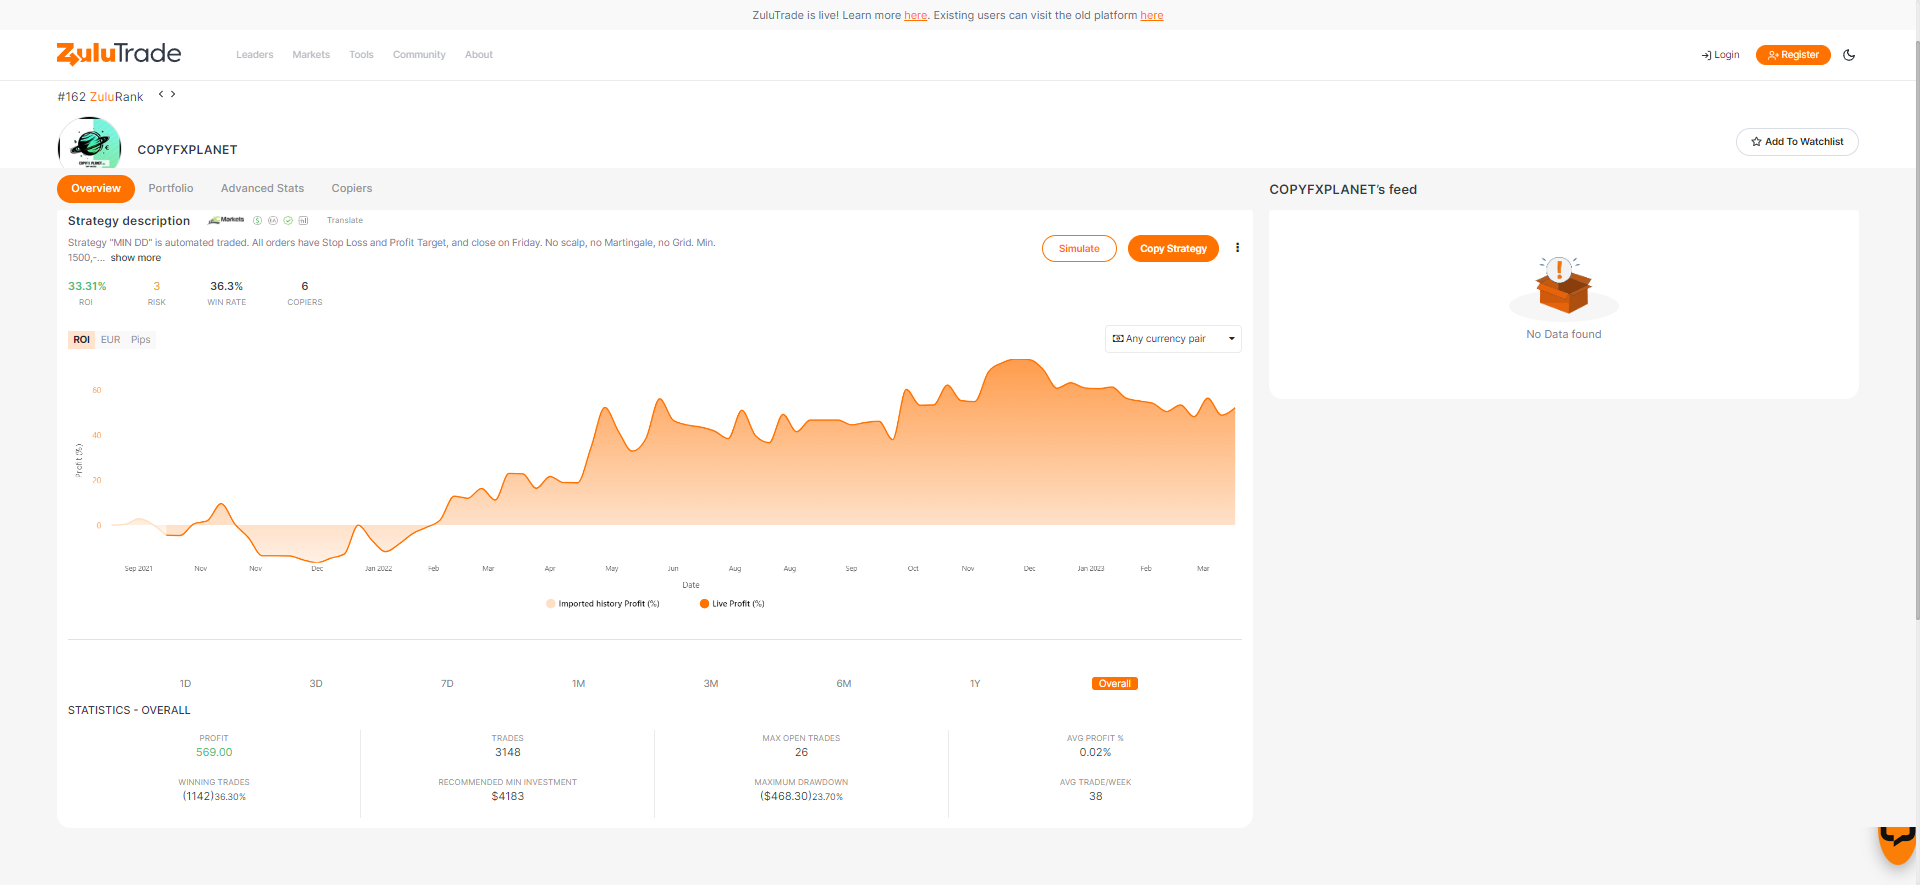 ZuluTrade is live! Learn more here. Existing users can visit the old platform here
ZuluTrade
Leaders Markets Tools Community About
Login Register
#162 ZuluRank
COPYFXPLANET
Add To Watchlist
Overview Portfolio Advanced Stats Copiers
COPYFXPLANET's feed
Strategy description Markets Translate
Strategy "MIN DD" is automated traded. All orders have Stop Loss and Profit Target, and close on Friday. No scalp, no Martingale, no Grid. Min.
1500,-... show more
Simulate Copy Strategy
33.31% 3 36.3% 6
ROI RISK WIN RATE COPIERS
No Data found
ROI EUR Pips
Any currency pair
60
40
20
0
Profit (%)
Sep 2021 Nov Nov Dec Jan 2022 Feb Mar Apr May Jun Aug Aug Sep Oct Nov Dec Jan 2023 Feb Mar
Date
Imported history Profit (%) Live Profit (%)
1D 3D 7D 1M 3M 6M 1Y Overall
STATISTICS - OVERALL
PROFIT TRADES MAX OPEN TRADES AVG PROFIT %
569.00 3148 26 0.02%
WINNING TRADES RECOMMENDED MIN INVESTMENT MAXIMUM DRAWDOWN AVG TRADE/WEEK
(1142)36.30% $4183 ($468.30)23.70% 38